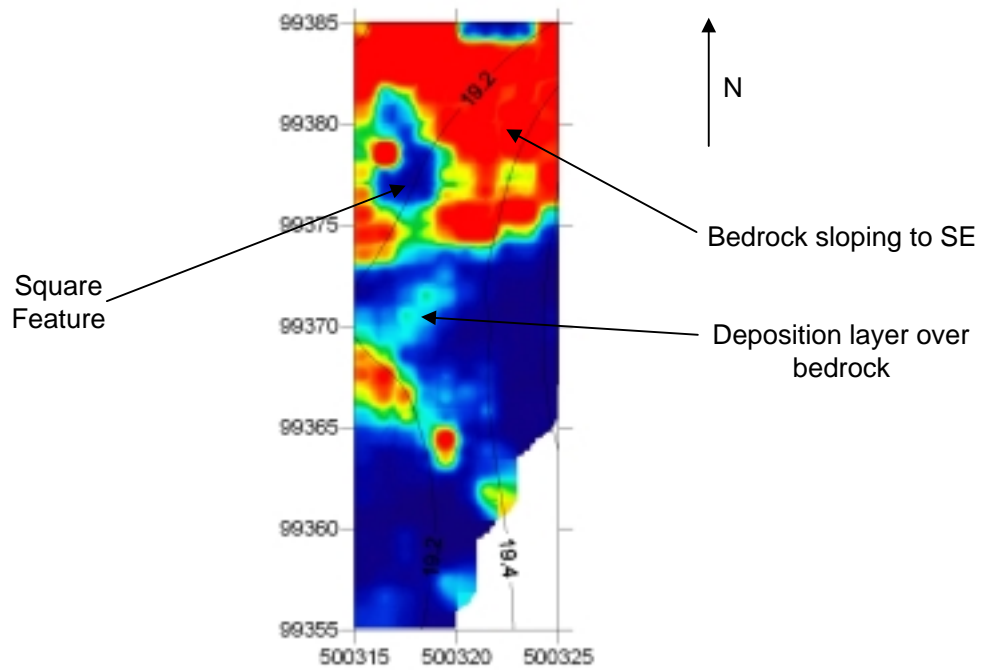 99385
19.2
N
99380
99375
Bedrock sloping to SE
Square
Feature
99370
Deposition layer over
bedrock
99365
99360
19.2
19.4
99355
500315
500320
500325